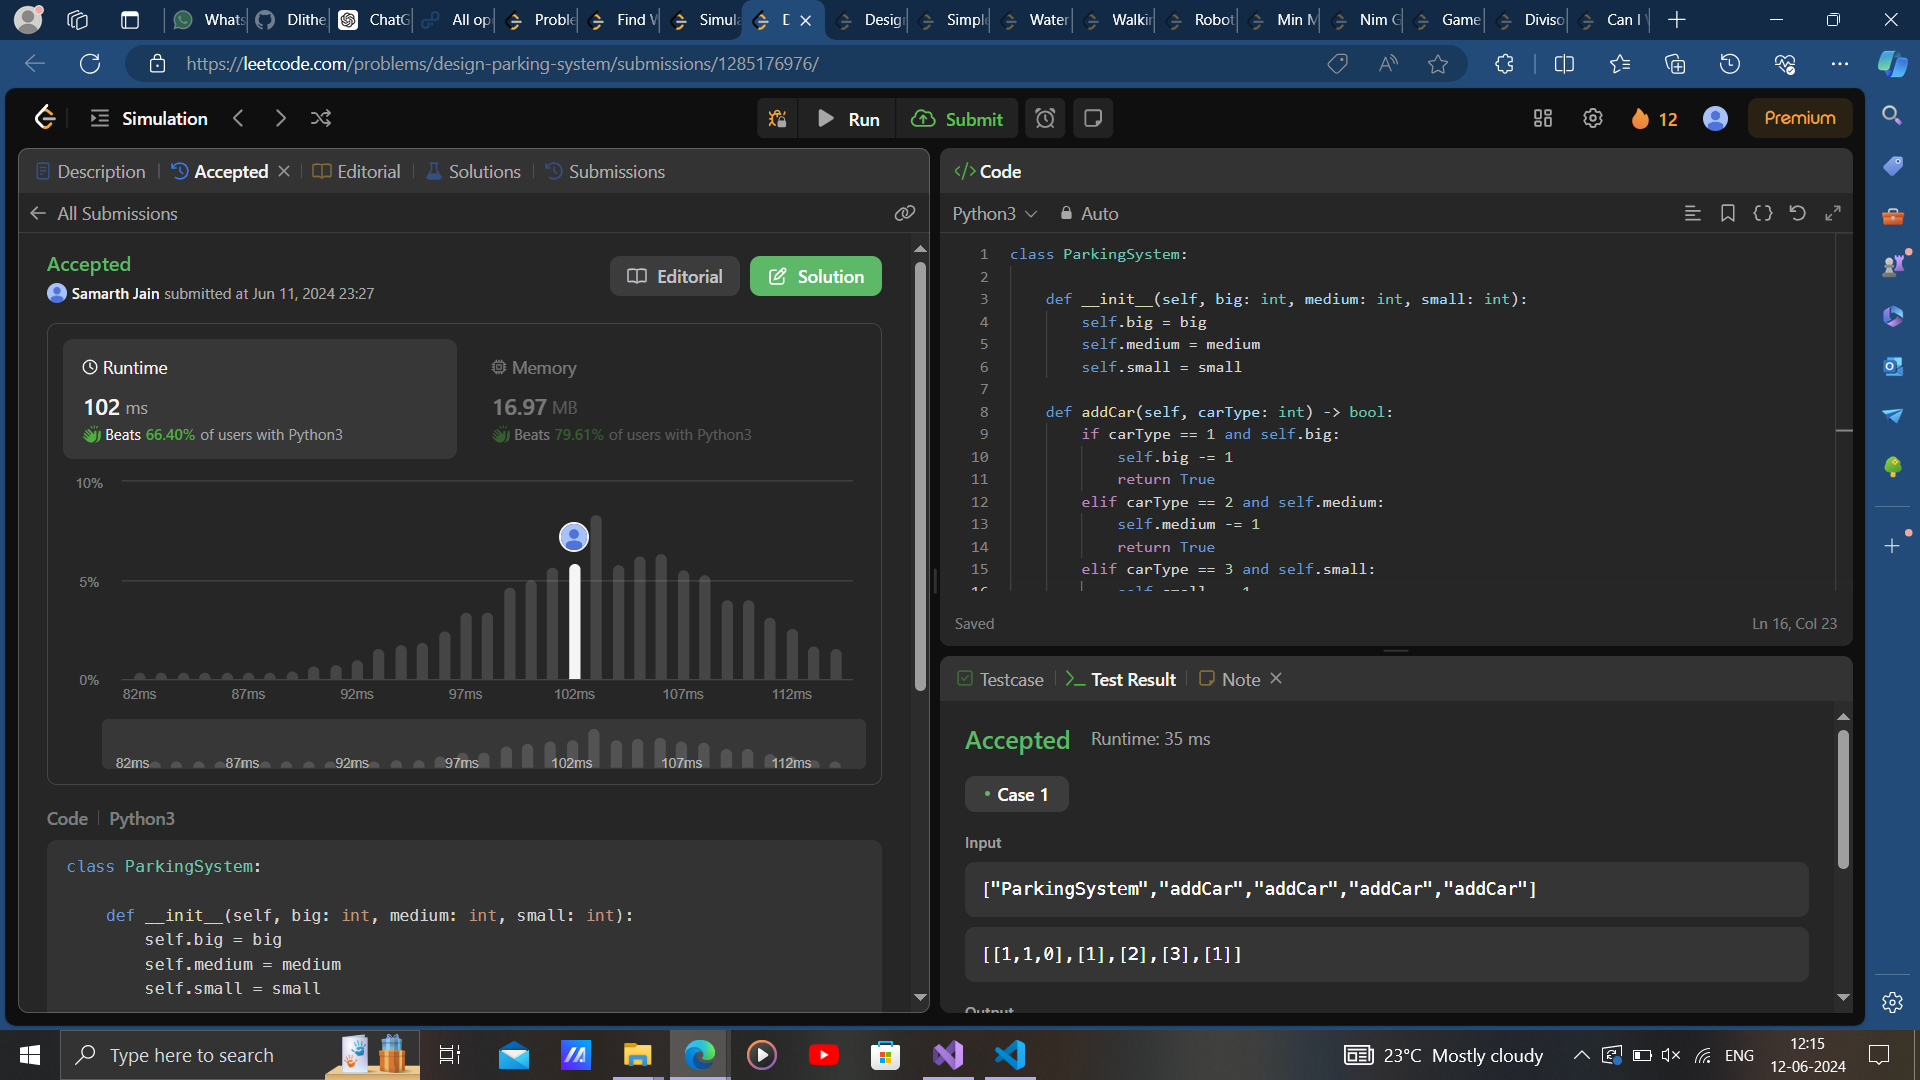 Whats
Dlithe
ChatG
All op
Proble
Find W
Simula
D
Design
Simple
Water
Walkin
Robot
Min M
Nim G
Game
Diviso
Can I W
https://leetcode.com/problems/design-parking-system/submissions/1285176976/
Simulation
Run
Submit
12
Premium
Description
Accepted
Editorial
Solutions
Submissions
All Submissions
Accepted
Samarth Jain submitted at Jun 11, 2024 23:27
Editorial
Solution
Runtime
102 ms
Beats 66.40% of users with Python3
Memory
16.97 MB
Beats 79.61% of users with Python3
10%
5%
0%
82ms 87ms 92ms 97ms 102ms 107ms 112ms
82ms 87ms 92ms 97ms 102ms 107ms 112ms
Code Python3
class ParkingSystem:
def __init__(self, big: int, medium: int, small: int):
self.big = big
self.medium = medium
self.small = small
</> Code
Python3
Auto
1 class ParkingSystem:
2
3 def __init__(self, big: int, medium: int, small: int):
4 self.big = big
5 self.medium = medium
6 self.small = small
7
8 def addCar(self, carType: int) -> bool:
9 if carType == 1 and self.big:
10 self.big -= 1
11 return True
12 elif carType == 2 and self.medium:
13 self.medium -= 1
14 return True
15 elif carType == 3 and self.small:
16 self.small -= 1
Saved
Ln 16, Col 23
Testcase
Test Result
Note
Accepted Runtime: 35 ms
Case 1
Input
["ParkingSystem","addCar","addCar","addCar","addCar"]
[[1,1,0],[1],[2],[3],[1]]
Output
Type here to search
23°C Mostly cloudy
ENG
12:15
12-06-2024